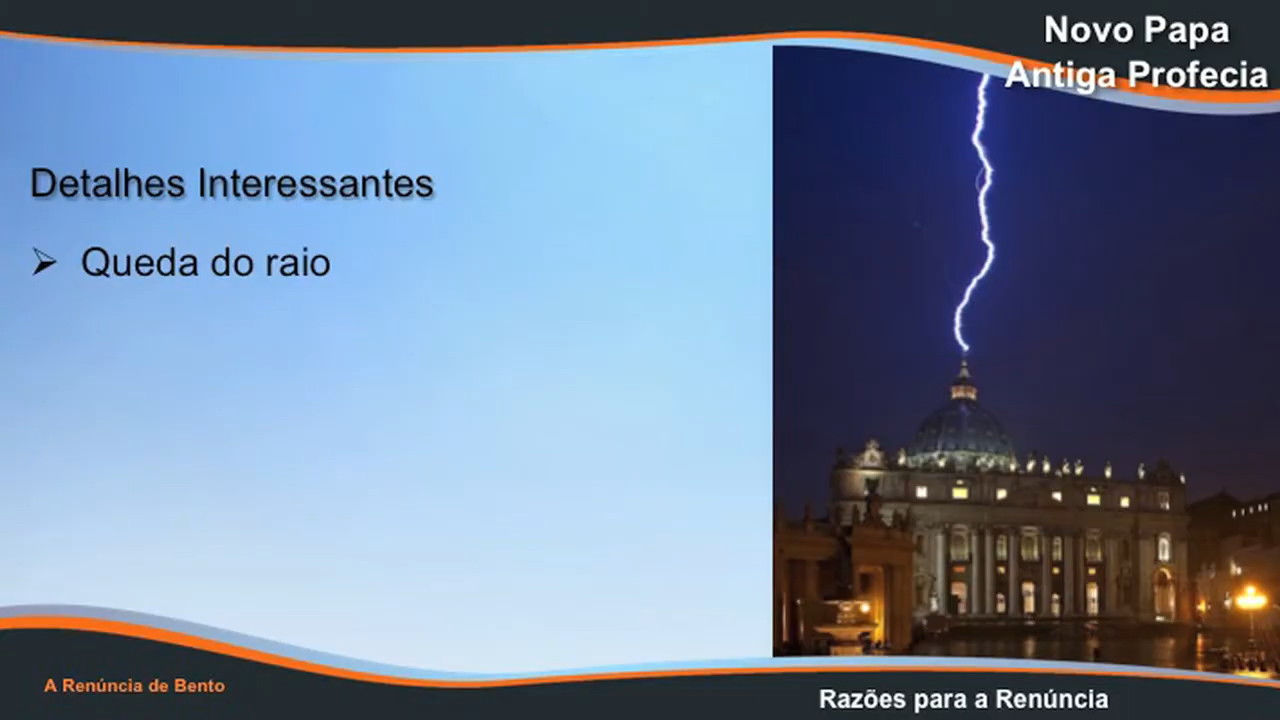 Novo Papa
Antiga Profecia
Detalhes Interessantes
Queda do raio
A Renúncia de Bento
Razões para a Renúncia